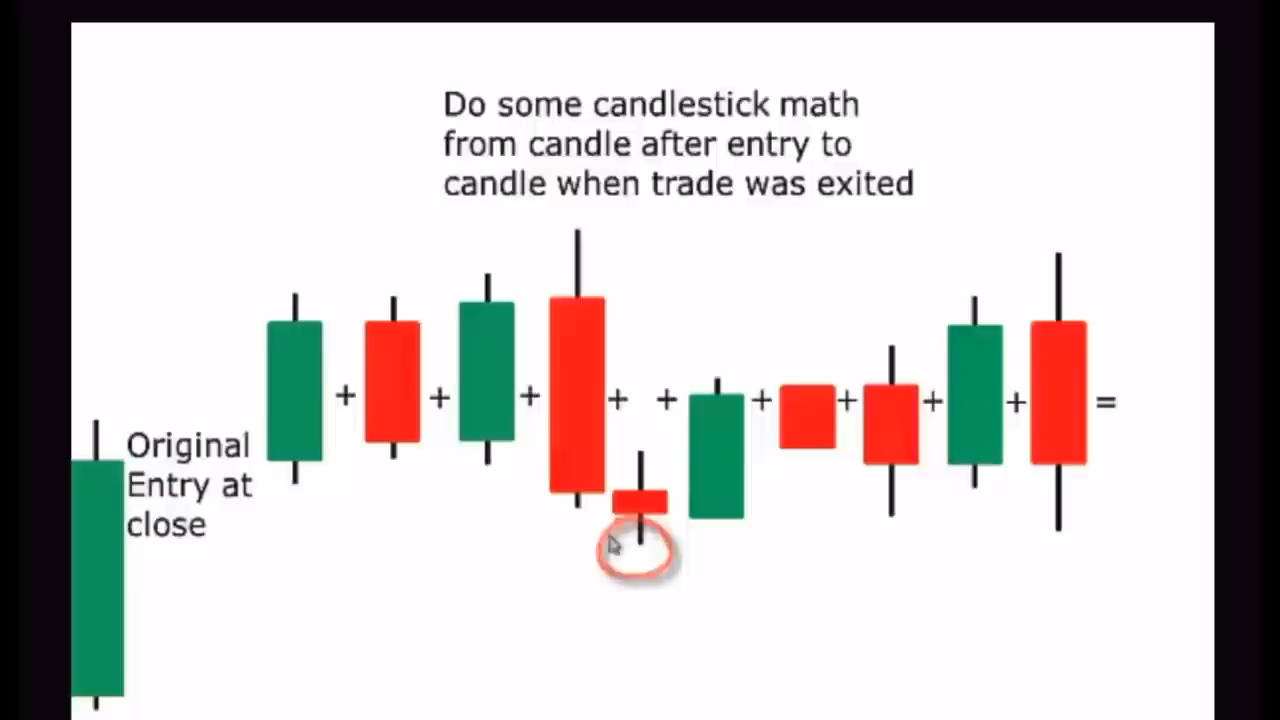 Do some candlestick math
from candle after entry to
candle when trade was exited
+ + + + + + + + + =
Original
Entry at
close